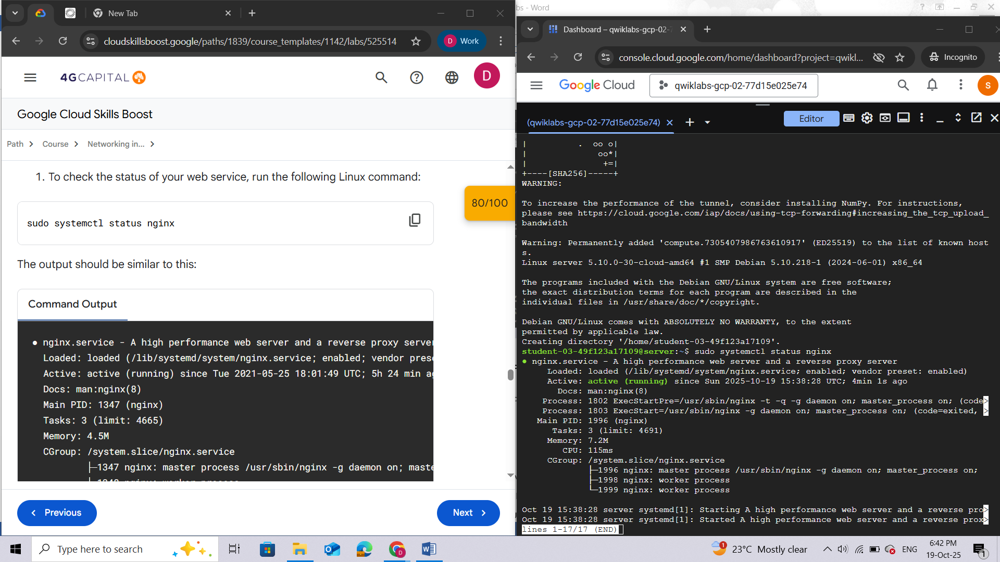 New Tab
cloudskillsboost.google/paths/1839/course_templates/1142/labs/525514
D
Work
4GCAPITAL
D
Google Cloud Skills Boost
Path
Course
Networking in...
1. To check the status of your web service, run the following Linux command:
80/100
sudo systemctl status nginx
The output should be similar to this:
Command Output
● nginx.service - A high performance web server and a reverse proxy server
Loaded: loaded (/lib/systemd/system/nginx.service; enabled; vendor prese
Active: active (running) since Tue 2021-05-25 18:01:49 UTC; 5h 24 min ag
Docs: man:nginx(8)
Main PID: 1347 (nginx)
Tasks: 3 (limit: 4665)
Memory: 4.5M
CGroup: /system.slice/nginx.service
├─1347 nginx: master process /usr/sbin/nginx -g daemon on; maste
Previous
Next
bs - Word
Dashboard – qwiklabs-gcp-02-7
console.cloud.google.com/home/dashboard?project=qwikl...
Incognito
Google Cloud
qwiklabs-gcp-02-77d15e025e74
S
(qwiklabs-gcp-02-77d15e025e74)
Editor
| . oo o|
| oo*|
| +=|
+----[SHA256]-----+
WARNING:
To increase the performance of the tunnel, consider installing NumPy. For instructions,
please see https://cloud.google.com/iap/docs/using-tcp-forwarding#increasing_the_tcp_upload_
bandwidth
Warning: Permanently added 'compute.7305407986763610917' (ED25519) to the list of known host
s.
Linux server 5.10.0-30-cloud-amd64 #1 SMP Debian 5.10.218-1 (2024-06-01) x86_64
The programs included with the Debian GNU/Linux system are free software;
the exact distribution terms for each program are described in the
individual files in /usr/share/doc/*/copyright.
Debian GNU/Linux comes with ABSOLUTELY NO WARRANTY, to the extent
permitted by applicable law.
Creating directory '/home/student-03-49f123a17109'.
student-03-49f123a17109@server:~$ sudo systemctl status nginx
● nginx.service - A high performance web server and a reverse proxy server
Loaded: loaded (/lib/systemd/system/nginx.service; enabled; vendor preset: enabled)
Active: active (running) since Sun 2025-10-19 15:38:28 UTC; 4min 1s ago
Docs: man:nginx(8)
Process: 1802 ExecStartPre=/usr/sbin/nginx -t -q -g daemon on; master_process on; (code>
Process: 1803 ExecStart=/usr/sbin/nginx -g daemon on; master_process on; (code=exited, >
Main PID: 1996 (nginx)
Tasks: 3 (limit: 4691)
Memory: 7.2M
CPU: 115ms
CGroup: /system.slice/nginx.service
├─1996 nginx: master process /usr/sbin/nginx -g daemon on; master_process on;
├─1998 nginx: worker process
└─1999 nginx: worker process
Oct 19 15:38:28 server systemd[1]: Starting A high performance web server and a reverse pro>
Oct 19 15:38:28 server systemd[1]: Started A high performance web server and a reverse prox>
lines 1-17/17 (END)
Type here to search
23°C Mostly clear
ENG
6:42 PM
19-Oct-25
1